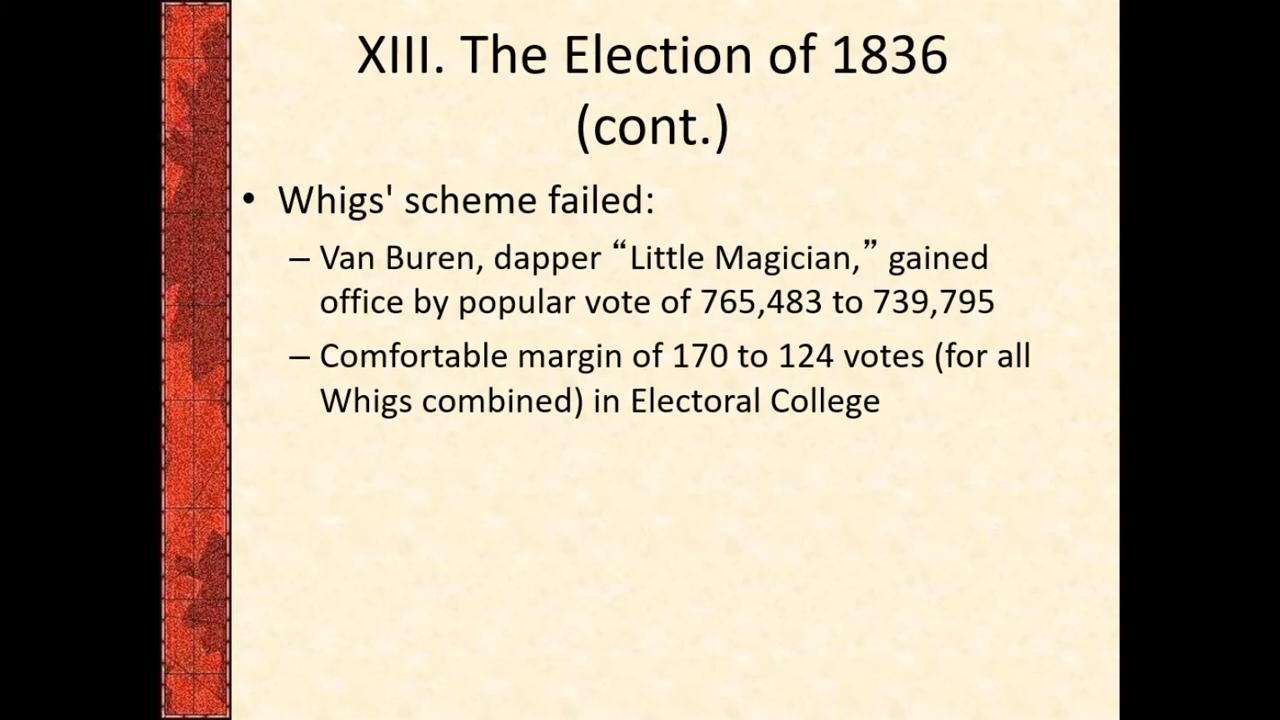 XIII. The Election of 1836
(cont.)
• Whigs' scheme failed:
– Van Buren, dapper “Little Magician,” gained
office by popular vote of 765,483 to 739,795
– Comfortable margin of 170 to 124 votes (for all
Whigs combined) in Electoral College